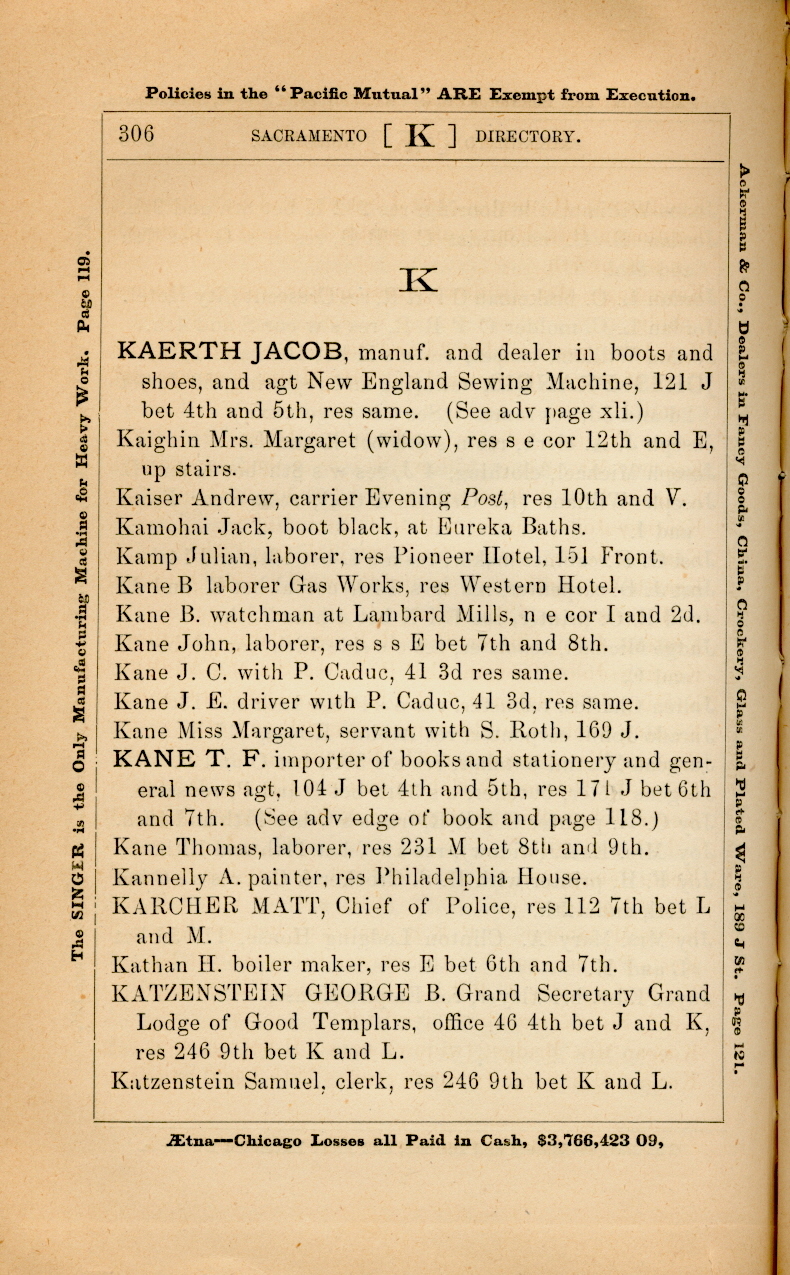 Policies in the "Pacific Mutual" ARE Exempt from Execution.
306 SACRAMENTO [ K ] DIRECTORY.
K
KAERTH JACOB, manuf. and dealer in boots and
shoes, and agt New England Sewing Machine, 121 J
bet 4th and 5th, res same. (See adv page xli.)
Kaighin Mrs. Margaret (widow), res s e cor 12th and E,
up stairs.
Kaiser Andrew, carrier Evening Post, res 10th and V.
Kamohai Jack, boot black, at Eureka Baths.
Kamp Julian, laborer, res Pioneer Hotel, 151 Front.
Kane B laborer Gas Works, res Western Hotel.
Kane B. watchman at Lambard Mills, n e cor I and 2d.
Kane John, laborer, res s s E bet 7th and 8th.
Kane J. C. with P. Caduc, 41 3d res same.
Kane J. E. driver with P. Caduc, 41 3d, res same.
Kane Miss Margaret, servant with S. Roth, 169 J.
KANE T. F. importer of books and stationery and gen-
eral news agt, 104 J bet 4th and 5th, res 171 J bet 6th
and 7th. (See adv edge of book and page 118.)
Kane Thomas, laborer, res 231 M bet 8th and 9th.
Kannelly A. painter, res Philadelphia House.
KARCHER MATT, Chief of Police, res 112 7th bet L
and M.
Kathan H. boiler maker, res E bet 6th and 7th.
KATZENSTEIN GEORGE B. Grand Secretary Grand
Lodge of Good Templars, office 46 4th bet J and K,
res 246 9th bet K and L.
Katzenstein Samuel, clerk, res 246 9th bet K and L.
Ætna—Chicago Losses all Paid in Cash, $3,766,423 09,
The SINGER is the Only Manufacturing Machine for Heavy Work. Page 119.
Ackerman & Co., Dealers in Fancy Goods, China, Crockery, Glass and Plated Ware, 189 J St. Page 121.